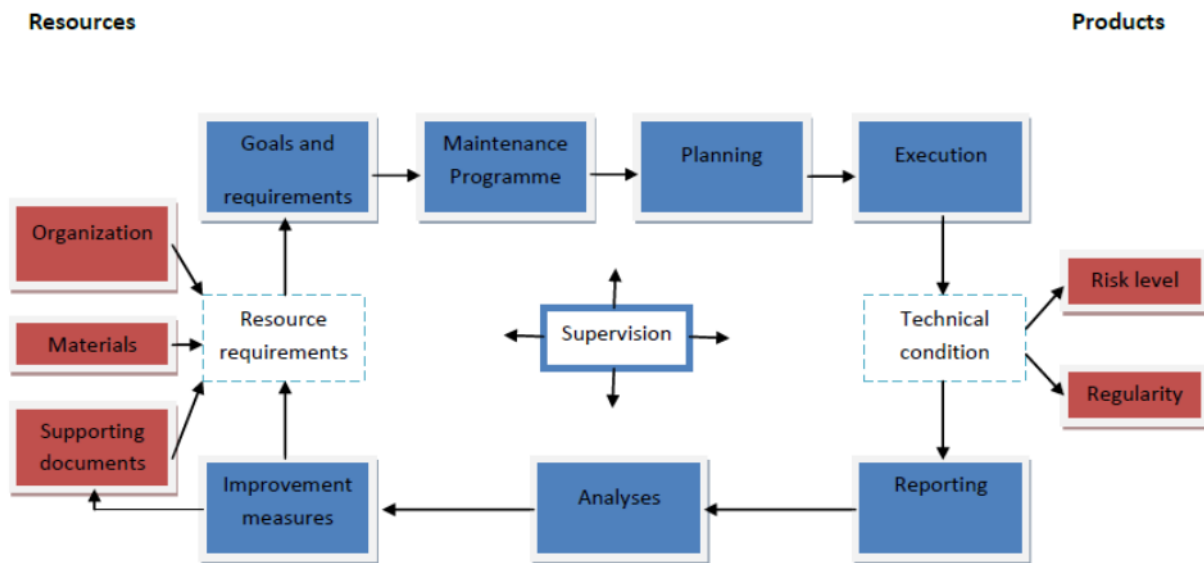 Resources
Products
Goals and
requirements
Maintenance
Programme
Planning
Execution
Organization
Materials
Supporting
documents
Resource
requirements
Supervision
Technical
condition
Risk level
Regularity
Improvement
measures
Analyses
Reporting